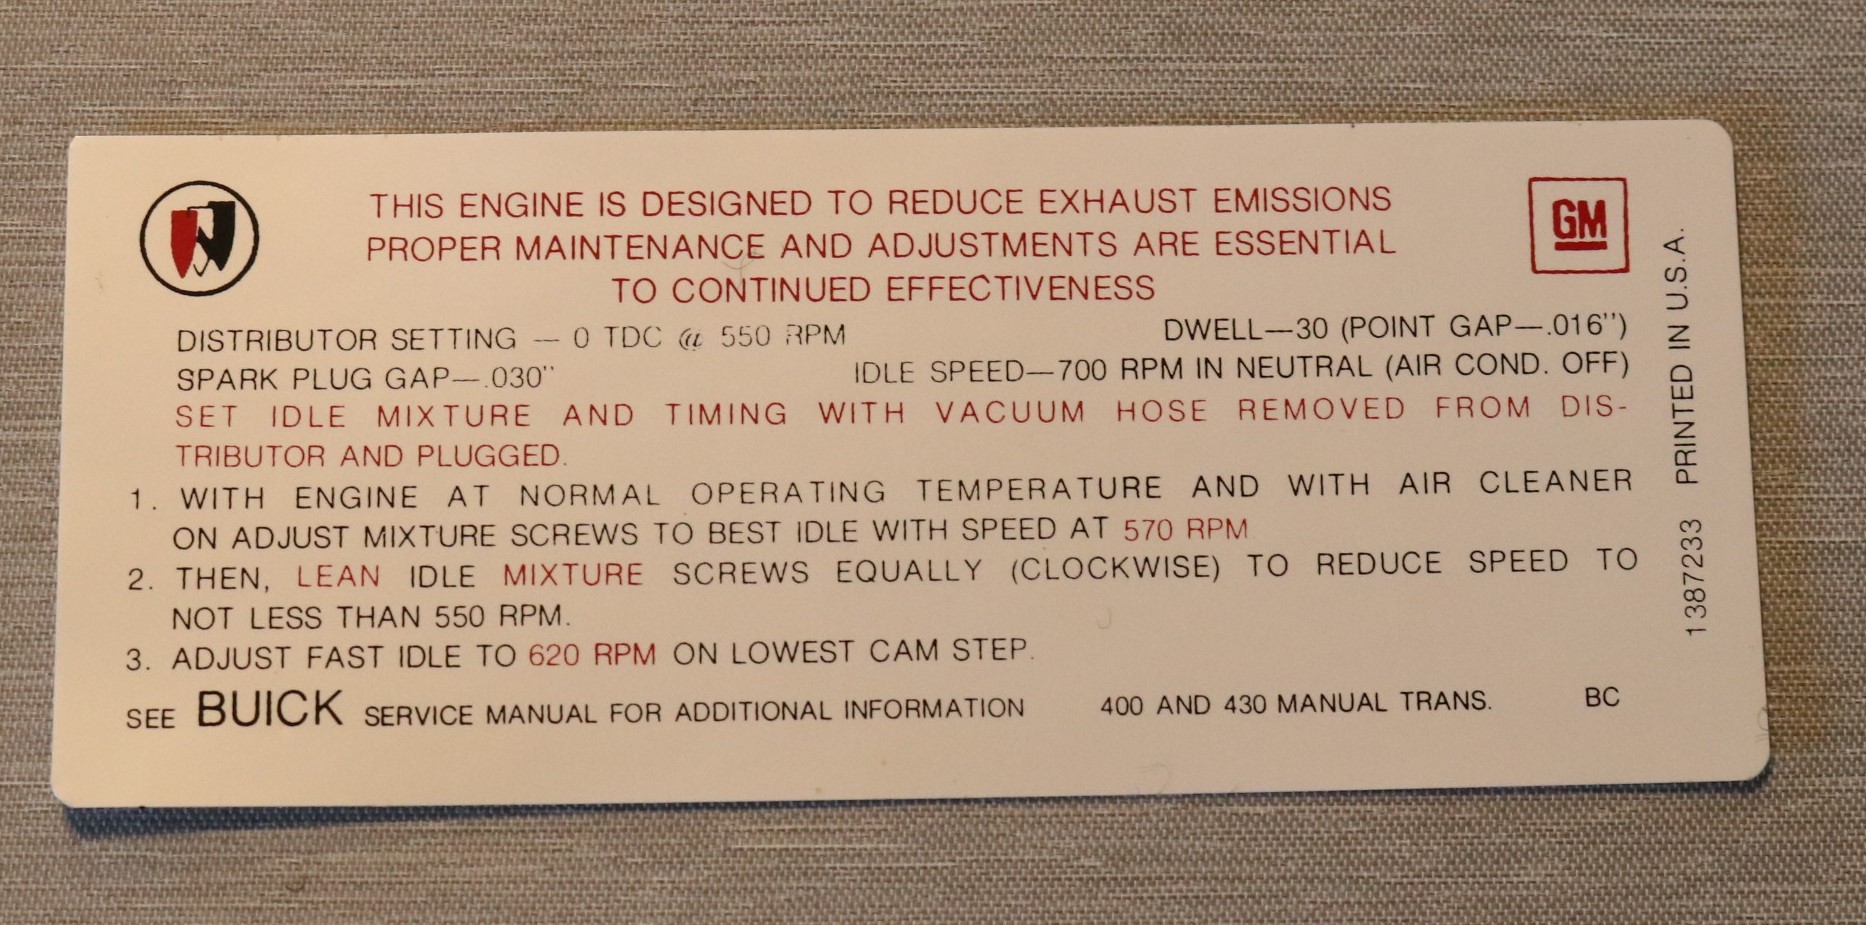 THIS ENGINE IS DESIGNED TO REDUCE EXHAUST EMISSIONS
PROPER MAINTENANCE AND ADJUSTMENTS ARE ESSENTIAL
TO CONTINUED EFFECTIVENESS
GM
DISTRIBUTOR SETTING — 0 TDC @ 550 RPM DWELL—30 (POINT GAP—.016")
SPARK PLUG GAP—.030" IDLE SPEED—700 RPM IN NEUTRAL (AIR COND. OFF)
SET IDLE MIXTURE AND TIMING WITH VACUUM HOSE REMOVED FROM DIS-
TRIBUTOR AND PLUGGED.
1. WITH ENGINE AT NORMAL OPERATING TEMPERATURE AND WITH AIR CLEANER
ON ADJUST MIXTURE SCREWS TO BEST IDLE WITH SPEED AT 570 RPM
2. THEN, LEAN IDLE MIXTURE SCREWS EQUALLY (CLOCKWISE) TO REDUCE SPEED TO
NOT LESS THAN 550 RPM.
3. ADJUST FAST IDLE TO 620 RPM ON LOWEST CAM STEP.
SEE BUICK SERVICE MANUAL FOR ADDITIONAL INFORMATION 400 AND 430 MANUAL TRANS. BC
1387233 PRINTED IN U.S.A.